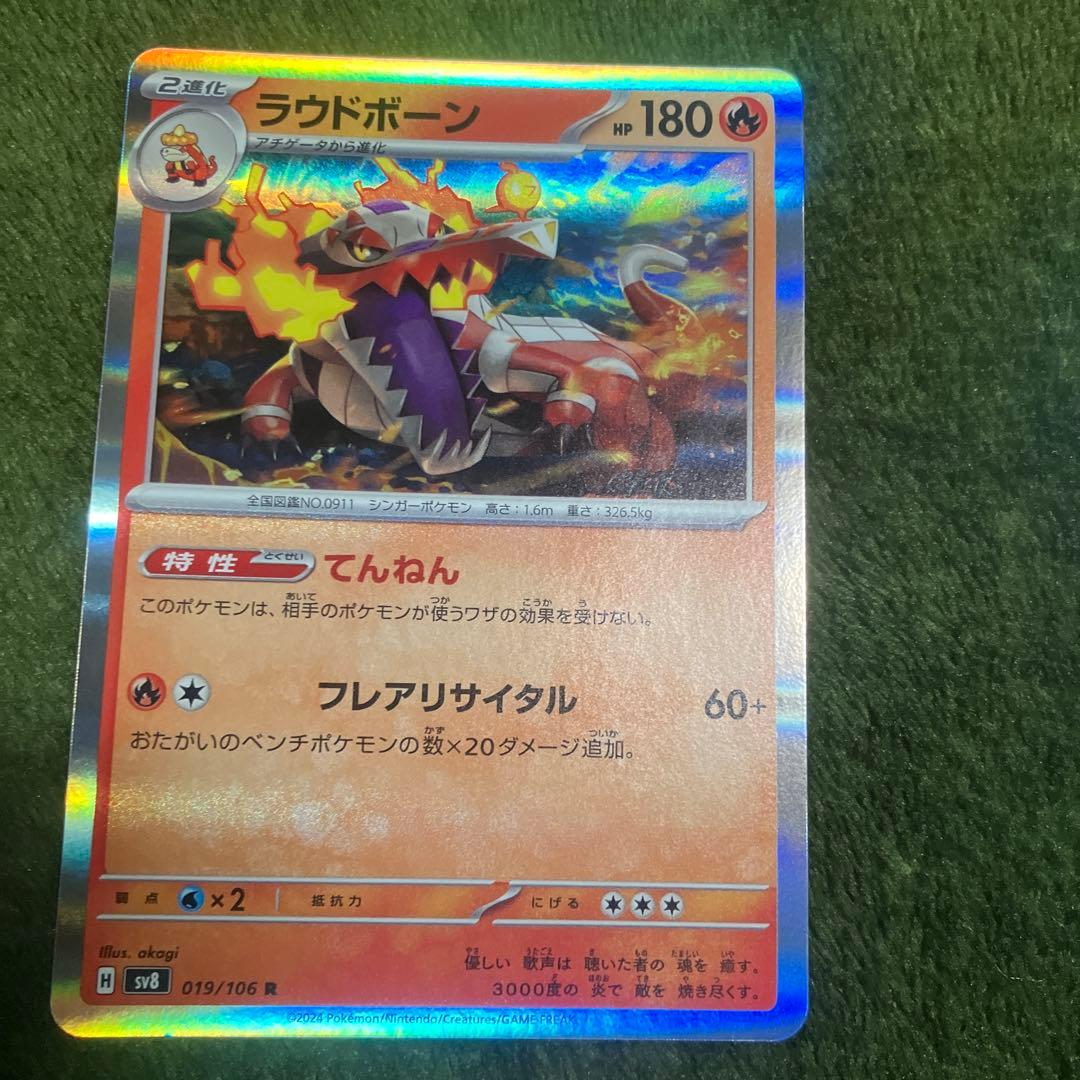 2進化
ラウドボーン
HP 180
アチゲータから進化
全国図鑑NO.0911 シンガーポケモン 高さ:1.6m 重さ:326.5kg
特性 とくせい てんねん
このポケモンは、相手のポケモンが使うワザの効果を受けない。
フレアリサイタル 60+
おたがいのベンチポケモンの数×20ダメージ追加。
弱点 ×2 抵抗力 にげる
Illus. akagi
優しい 歌声は 聴いた者の 魂を 癒す。
3000度の 炎で 敵を 焼き尽くす。
H sv8 019/106 R
©2024 Pokémon/Nintendo/Creatures/GAME FREAK